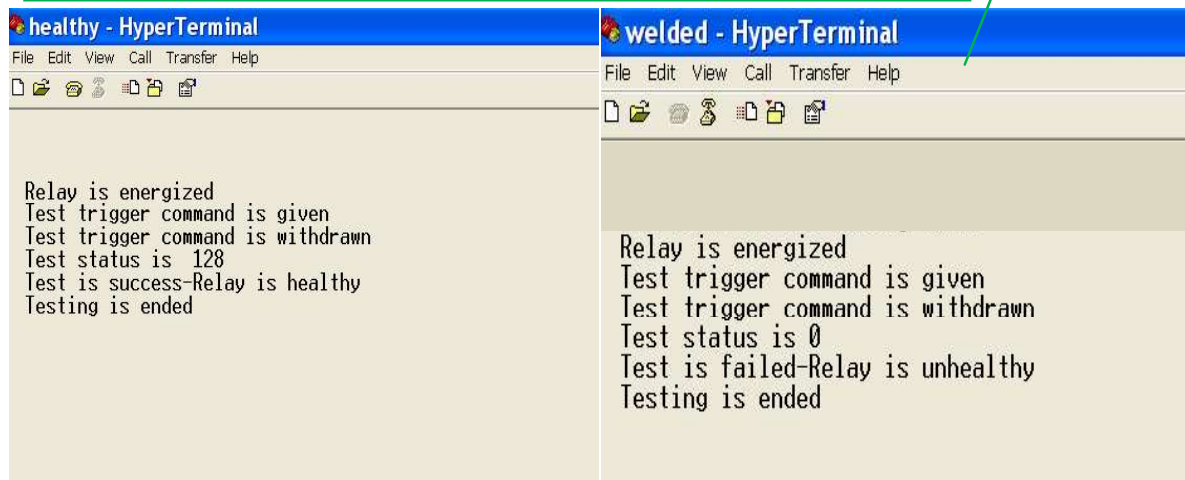 healthy - HyperTerminal
File Edit View Call Transfer Help
Relay is energized
Test trigger command is given
Test trigger command is withdrawn
Test status is 128
Test is success-Relay is healthy
Testing is ended
welded - HyperTerminal
File Edit View Call Transfer Help
Relay is energized
Test trigger command is given
Test trigger command is withdrawn
Test status is 0
Test is failed-Relay is unhealthy
Testing is ended